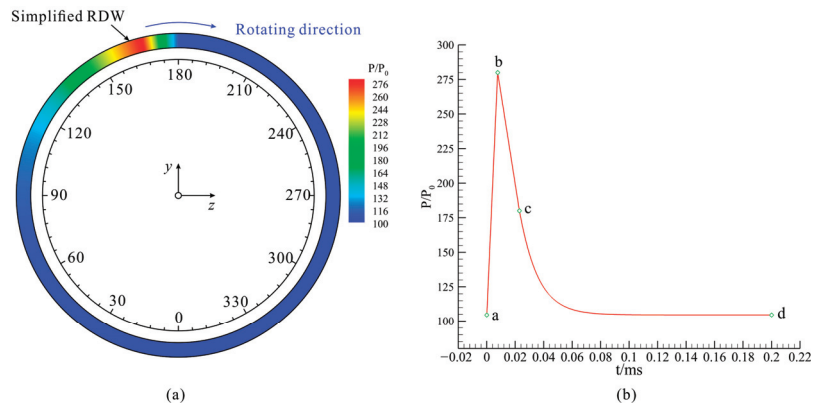 Simplified RDW
Rotating direction
180
150
210
120
240
90
270
60
300
30
330
0
y
z
P/P₀
276
260
244
228
212
196
180
164
148
132
116
100
(a)
P/P₀
300
275
250
225
200
175
150
125
100
b
c
a
d
−0.02 0 0.02 0.04 0.06 0.08 0.1 0.12 0.14 0.16 0.18 0.2 0.22
t/ms
(b)